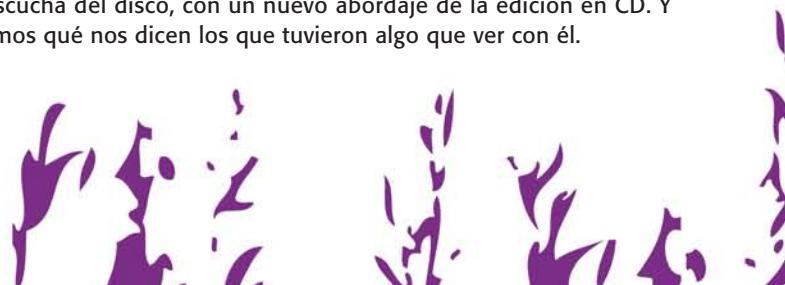 scucha del disco, con un nuevo abordaje de la edición en CD. Y
mos qué nos dicen los que tuvieron algo que ver con él.